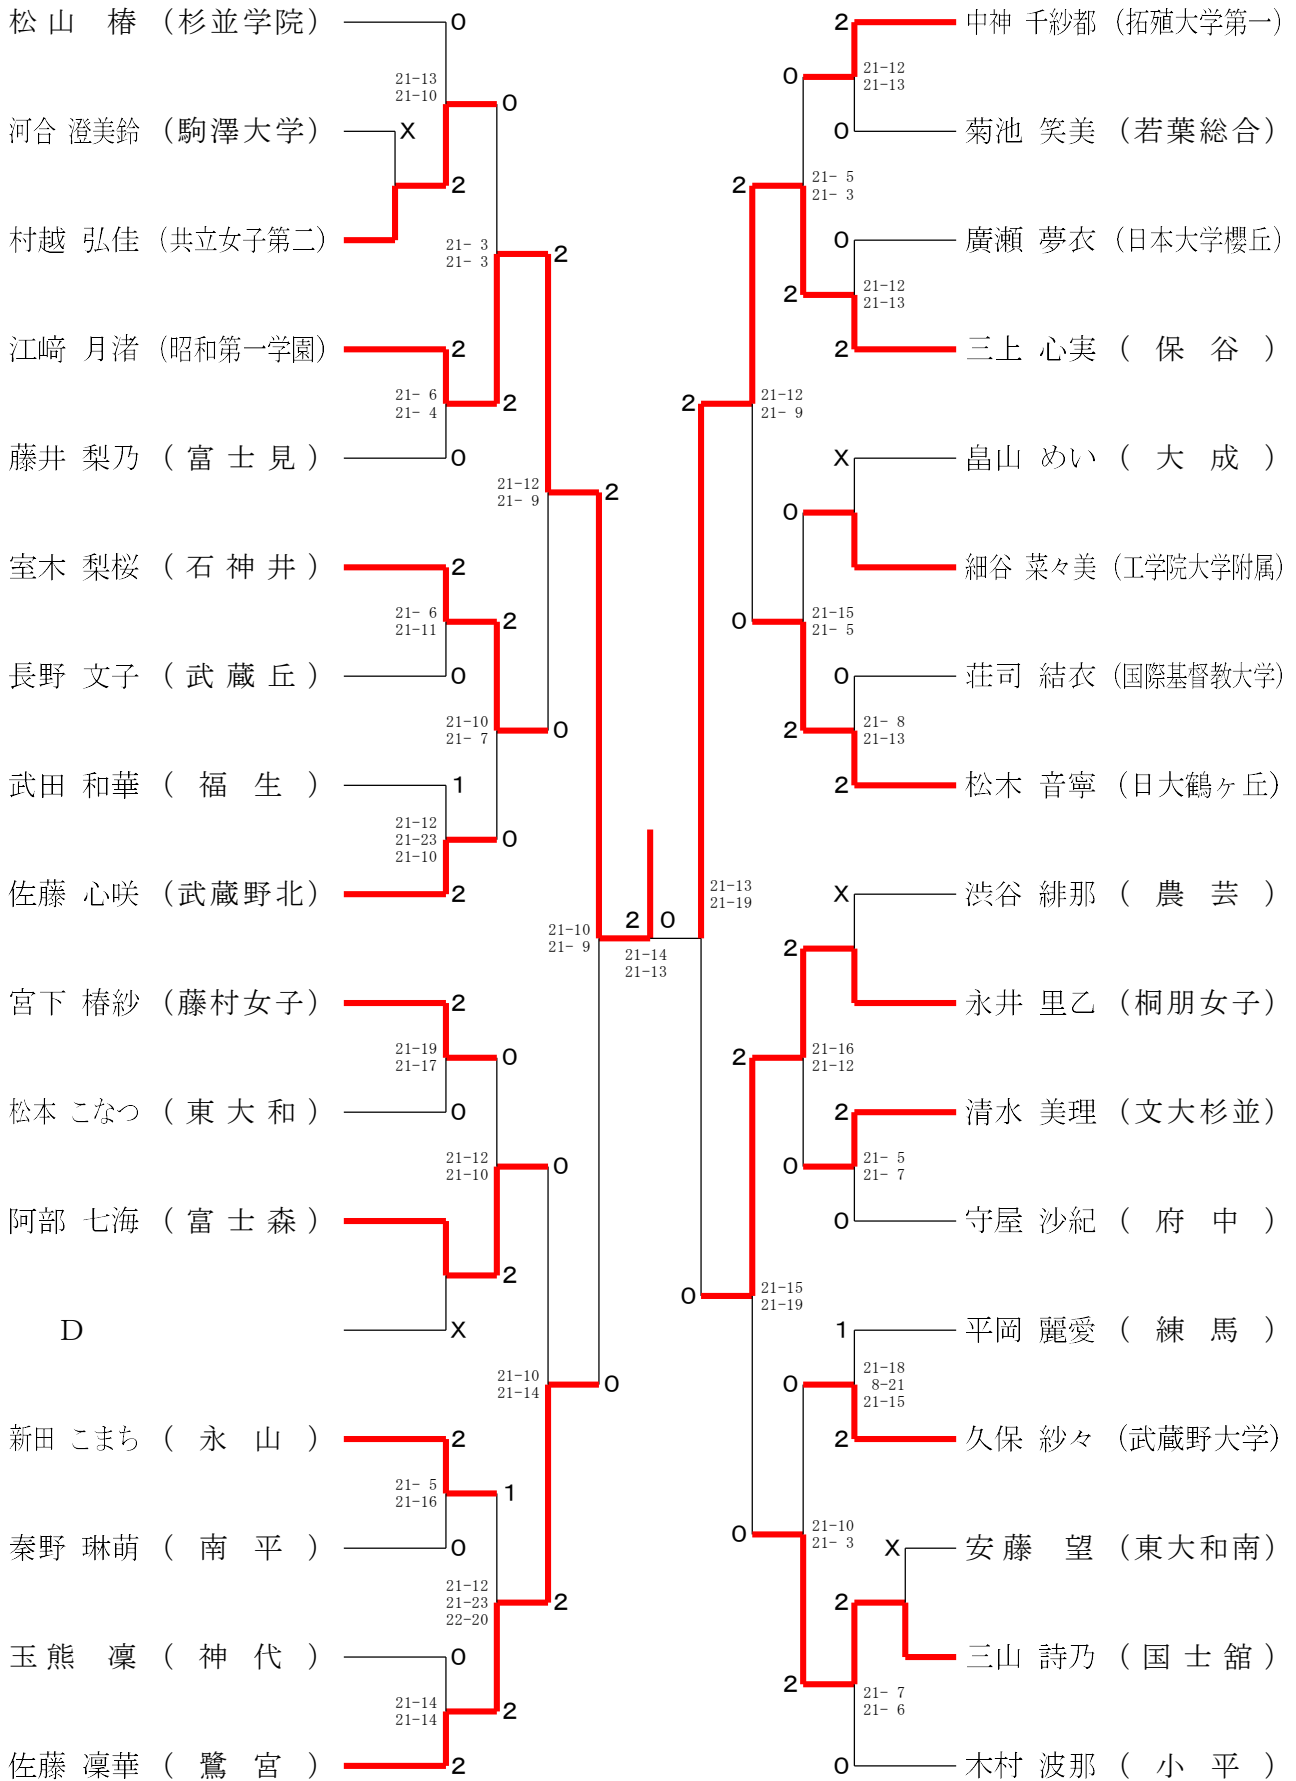 松山 椿 (杉並学院)
0
21-13
21-10
0
河合 澄美鈴 (駒澤大学)
X
2
村越 弘佳 (共立女子第二)
21- 3
21- 3
2
江﨑 月渚 (昭和第一学園)
2
21- 6
21- 4
2
藤井 梨乃 (富士見)
0
21-12
21- 9
2
室木 梨桜 (石神井)
2
21- 6
21-11
2
長野 文子 (武蔵丘)
0
21-10
21- 7
0
武田 和華 (福生)
1
21-12
21-23
21-10
0
佐藤 心咲 (武蔵野北)
2
21-10
21- 9
2 0
21-14
21-13
宮下 椿紗 (藤村女子)
2
21-19
21-17
0
松本 こなつ (東大和)
0
21-12
21-10
0
阿部 七海 (富士森)
2
D
X
21-10
21-14
0
新田 こまち (永山)
2
21- 5
21-16
1
秦野 琳萌 (南平)
0
21-12
21-23
22-20
2
玉熊 凜 (神代)
0
21-14
21-14
2
佐藤 凜華 (鷺宮)
2
2
中神 千紗都 (拓殖大学第一)
0
21-12
21-13
0
菊池 笑美 (若葉総合)
2
21- 5
21- 3
0
廣瀬 夢衣 (日本大学櫻丘)
2
21-12
21-13
2
三上 心実 (保谷)
2
21-12
21- 9
X
畠山 めい (大成)
0
細谷 菜々美 (工学院大学附属)
0
21-15
21- 5
0
荘司 結衣 (国際基督教大学)
2
21- 8
21-13
2
松木 音寧 (日大鶴ヶ丘)
21-13
21-19
X
渋谷 緋那 (農芸)
2
永井 里乙 (桐朋女子)
2
21-16
21-12
2
清水 美理 (文大杉並)
0
21- 5
21- 7
0
守屋 沙紀 (府中)
0
21-15
21-19
1
平岡 麗愛 (練馬)
0
21-18
8-21
21-15
2
久保 紗々 (武蔵野大学)
0
21-10
21- 3
X
安藤 望 (東大和南)
2
三山 詩乃 (国士舘)
2
21- 7
21- 6
0
木村 波那 (小平)